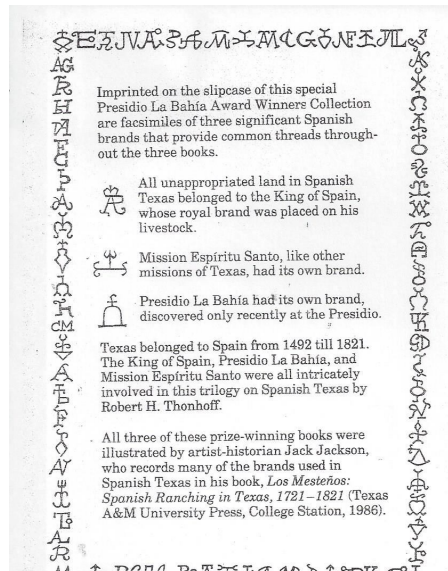 Imprinted on the slipcase of this special
Presidio La Bahía Award Winners Collection
are facsimiles of three significant Spanish
brands that provide common threads through-
out the three books.
All unappropriated land in Spanish
Texas belonged to the King of Spain,
whose royal brand was placed on his
livestock.
Mission Espíritu Santo, like other
missions of Texas, had its own brand.
Presidio La Bahía had its own brand,
discovered only recently at the Presidio.
Texas belonged to Spain from 1492 till 1821.
The King of Spain, Presidio La Bahía, and
Mission Espíritu Santo were all intricately
involved in this trilogy on Spanish Texas by
Robert H. Thonhoff.
All three of these prize-winning books were
illustrated by artist-historian Jack Jackson,
who records many of the brands used in
Spanish Texas in his book, Los Mesteños:
Spanish Ranching in Texas, 1721–1821 (Texas
A&M University Press, College Station, 1986).